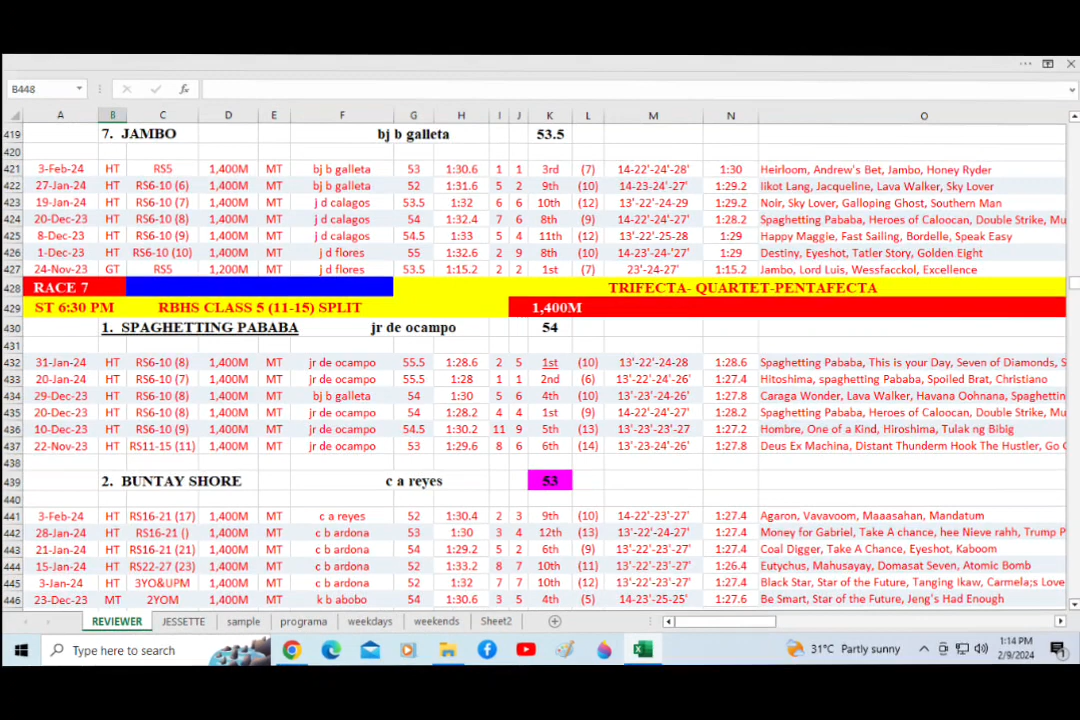 B448
fx
A B C D E F G H I J K L M N O
419 7. JAMBO bj b galleta 53.5
420
421 3-Feb-24 HT RS5 1,400M MT bj b galleta 53 1:30.6 1 1 3rd (7) 14-22'-24'-28' 1:30 Heirloom, Andrew's Bet, Jambo, Honey Ryder
422 27-Jan-24 HT RS6-10 (6) 1,400M MT bj b galleta 52 1:31.6 5 2 9th (10) 14-23-24'-27' 1:29.2 Iikot Lang, Jacqueline, Lava Walker, Sky Lover
423 19-Jan-24 HT RS6-10 (7) 1,400M MT j d calagos 53.5 1:32 6 6 10th (12) 13'-22'-24-29 1:29.2 Noir, Sky Lover, Galloping Ghost, Southern Man
424 20-Dec-23 HT RS6-10 (8) 1,400M MT j d calagos 54 1:32.4 7 6 8th (9) 14-22'-24'-27' 1:28.2 Spaghetting Pababa, Heroes of Caloocan, Double Strike, Mu
425 8-Dec-23 HT RS6-10 (9) 1,400M MT j d calagos 54.5 1:33 5 4 11th (12) 13'-22'-25-28 1:29 Happy Maggle, Fast Sailing, Bordelle, Speak Easy
426 1-Dec-23 HT RS6-10 (10) 1,400M MT j d flores 55 1:32.6 2 9 8th (10) 14-23-24'-27' 1:29 Destiny, Eyeshot, Tatler Story, Golden Eight
427 24-Nov-23 GT RS5 1,200M MT j d flores 53.5 1:15.2 2 2 1st (7) 23'-24-27' 1:15.2 Jambo, Lord Luis, Wessfacckol, Excellence
428 RACE 7 TRIFECTA- QUARTET-PENTAFECTA
429 ST 6:30 PM RBHS CLASS 5 (11-15) SPLIT 1,400M
430 1. SPAGHETTING PABABA jr de ocampo 54
431
432 31-Jan-24 HT RS6-10 (8) 1,400M MT jr de ocampo 55.5 1:28.6 2 5 1st (10) 13'-22'-24-28 1:28.6 Spaghetting Pababa, This is your Day, Seven of Diamonds, S
433 20-Jan-24 HT RS6-10 (7) 1,400M MT jr de ocampo 55.5 1:28 1 1 2nd (6) 13'-22'-24'-26' 1:27.4 Hitoshima, spaghetting Pababa, Spoiled Brat, Christiano
434 29-Dec-23 HT RS6-10 (8) 1,400M MT bj b galleta 54 1:30 5 6 4th (10) 13'-23'-24-26' 1:27.8 Caraga Wonder, Lava Walker, Havana Oohnana, Spaghettin
435 20-Dec-23 HT RS6-10 (8) 1,400M MT jr de ocampo 54 1:28.2 4 4 1st (9) 14-22'-24'-27' 1:28.2 Spaghetting Pababa, Heroes of Caloocan, Double Strike, Mu
436 10-Dec-23 HT RS6-10 (9) 1,400M MT jr de ocampo 54.5 1:30.2 11 9 5th (13) 13'-23'-23'-27' 1:27.2 Hombre, One of a Kind, Hiroshima, Tulak ng Bibig
437 22-Nov-23 HT RS11-15 (11) 1,400M MT jr de ocampo 53 1:29.6 8 6 6th (14) 13'-23-24'-26' 1:27.6 Deus Ex Machina, Distant Thunderm Hook The Hustler, Go
438
439 2. BUNTAY SHORE c a reyes 53
440
441 3-Feb-24 HT RS16-21 (17) 1,400M MT c a reyes 52 1:30.4 2 3 9th (10) 14-22'-23'-27' 1:27.4 Agaron, Vavavoom, Maaasahan, Mandatum
442 28-Jan-24 HT RS16-21 () 1,400M MT c b ardona 53 1:30 3 4 12th (13) 13'-22'-24-27' 1:27.4 Money for Gabriel, Take A chance, hee Nieve rahh, Trump P
443 21-Jan-24 HT RS16-21 (21) 1,400M MT c b ardona 54 1:29.2 5 2 6th (9) 13'-22'-23'-27' 1:27.4 Coal Digger, Take A Chance, Eyeshot, Kaboom
444 15-Jan-24 HT RS22-27 (23) 1,400M MT c b ardona 52 1:33.2 8 7 10th (11) 13'-22'-23-27' 1:26.4 Eutychus, Mahusayay, Domasat Seven, Atomic Bomb
445 3-Jan-24 HT 3YO&UPM 1,400M MT c b ardona 52 1:32 7 7 10th (12) 13'-22'-23'-27' 1:27.4 Black Star, Star of the Future, Tanging Ikaw, Carmela;s Love
446 23-Dec-23 MT 2YOM 1,400M MT k b abobo 54 1:30.6 3 5 4th (5) 14-23'-25-25' 1:27.6 Be Smart, Star of the Future, Jeng's Had Enough
REVIEWER JESSETTE sample programa weekdays weekends Sheet2
Type here to search 31°C Partly sunny 1:14 PM
2/9/2024 1